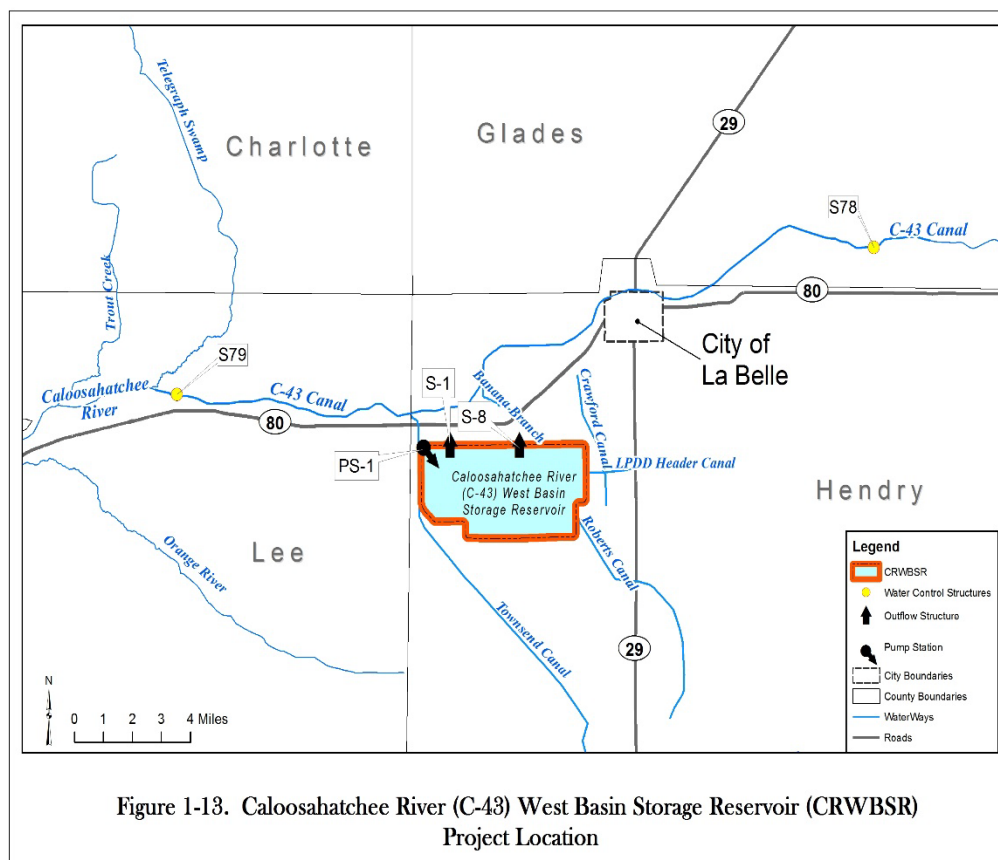 Telegraph Swamp
Charlotte
Glades
29
S78
C-43 Canal
Trout Creek
80
City of
La Belle
S79
Caloosahatchee
River
C-43 Canal
S-1
Banana Branch
Crawford Canal
80
S-8
PS-1
LPDD Header Canal
Caloosahatchee River
(C-43) West Basin
Storage Reservoir
Hendry
Lee
Orange River
Roberts Canal
Townsend Canal
29
Legend
CRWBSR
Water Control Structures
Outflow Structure
Pump Station
City Boundaries
County Boundaries
WaterWays
Roads
N
0 1 2 3 4 Miles
Figure 1-13. Caloosahatchee River (C-43) West Basin Storage Reservoir (CRWBSR)
Project Location